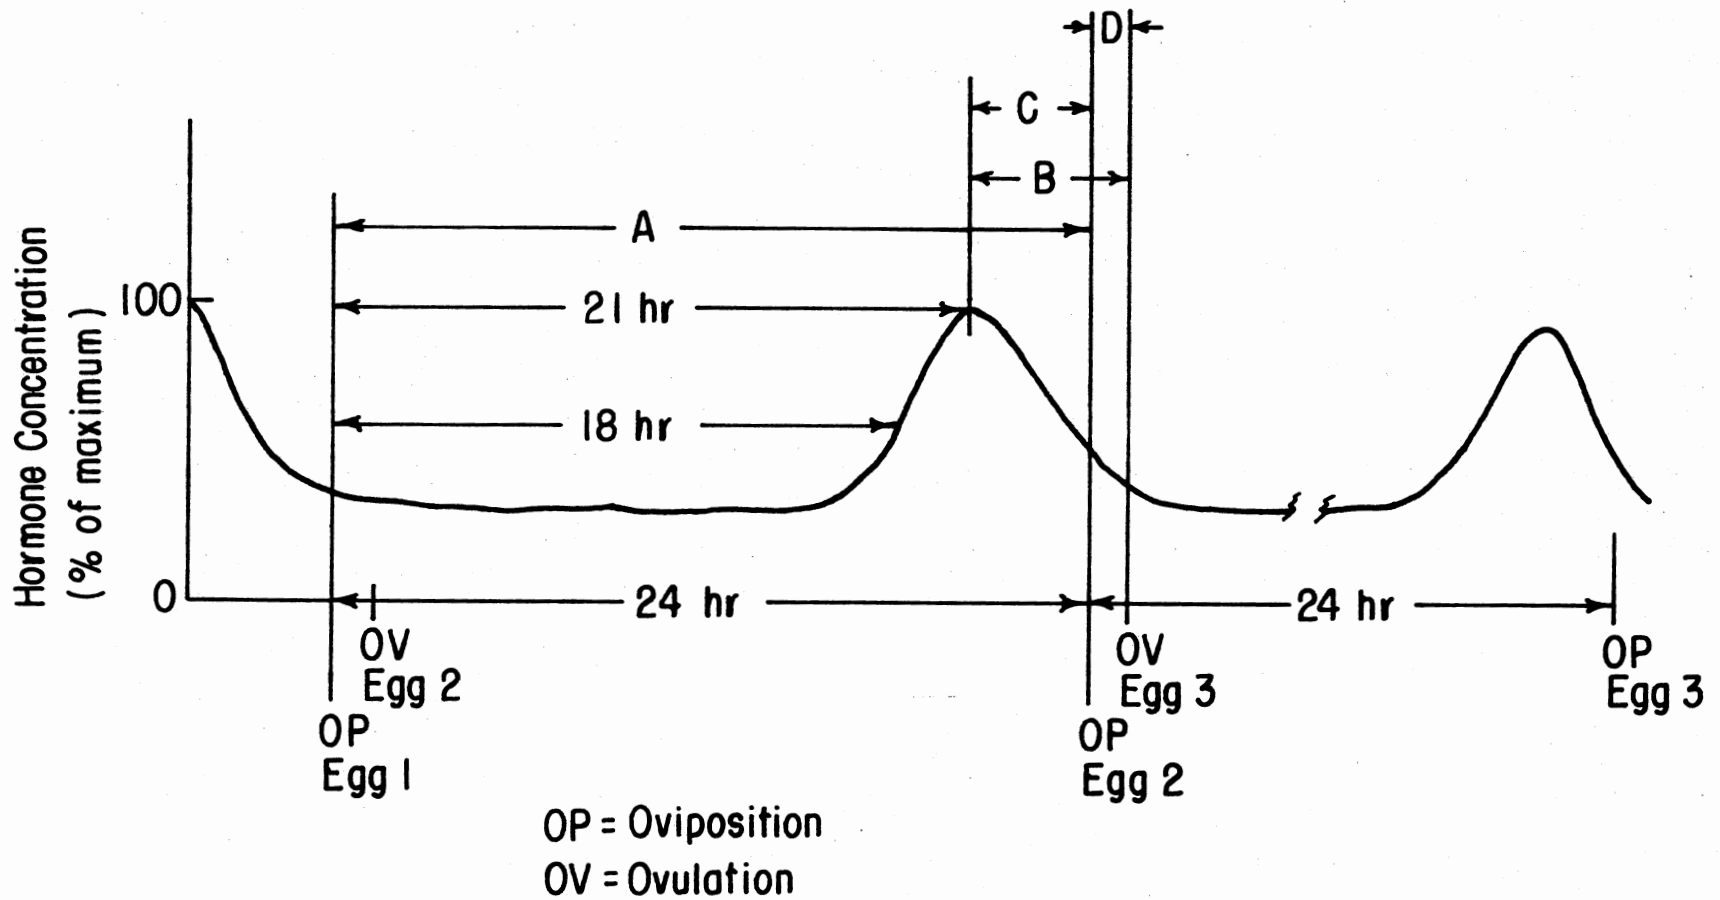 D
C
B
A
Hormone Concentration
(% of maximum)
100
21 hr
18 hr
0
24 hr
24 hr
OV
Egg 2
OV
Egg 3
OP
Egg 3
OP
Egg 1
OP
Egg 2
OP = Oviposition
OV = Ovulation